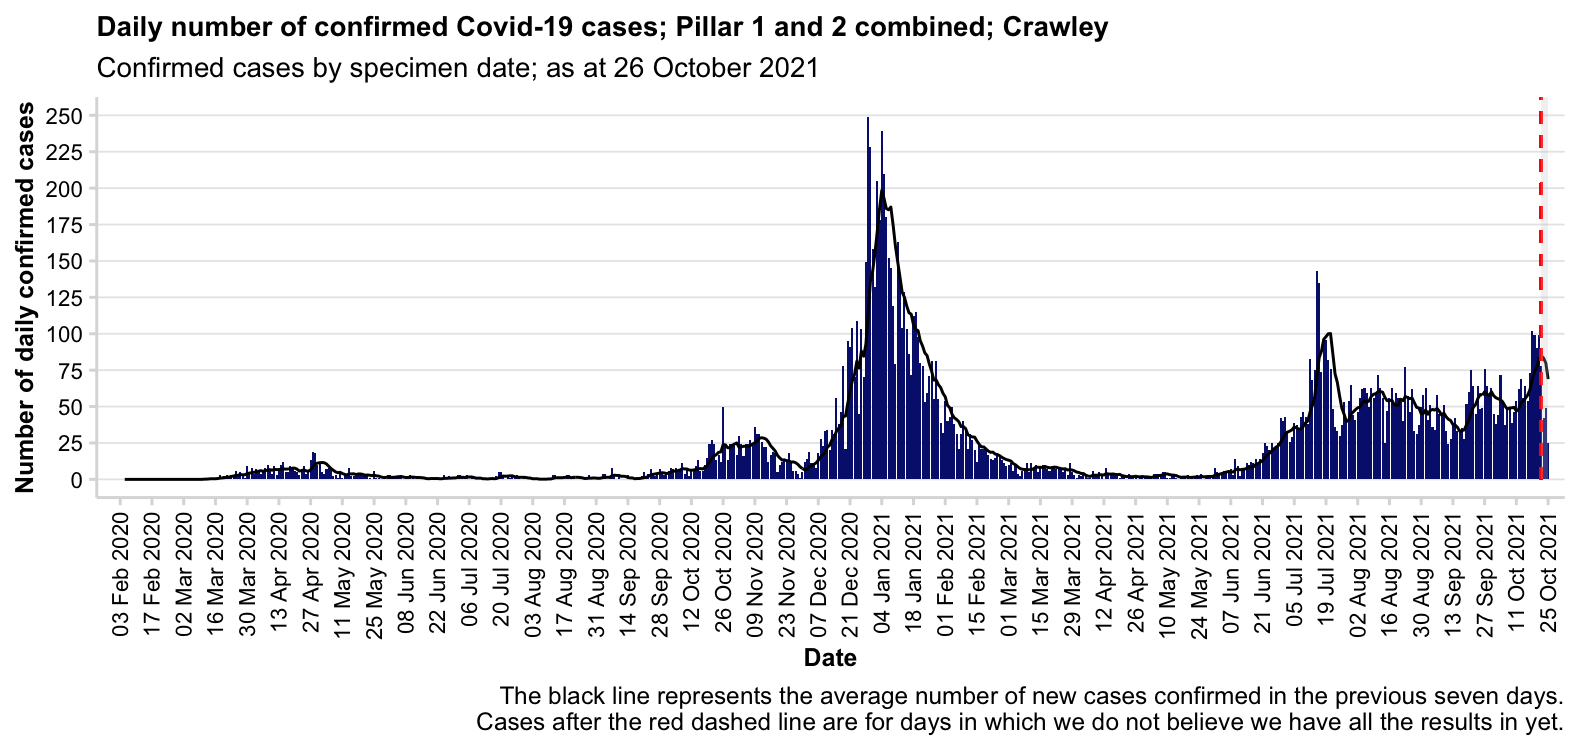 Daily number of confirmed Covid-19 cases; Pillar 1 and 2 combined; Crawley
Confirmed cases by specimen date; as at 26 October 2021
Number of daily confirmed cases
250
225
200
175
150
125
100
75
50
25
0
03 Feb 2020
17 Feb 2020
02 Mar 2020
16 Mar 2020
30 Mar 2020
13 Apr 2020
27 Apr 2020
11 May 2020
25 May 2020
08 Jun 2020
22 Jun 2020
06 Jul 2020
20 Jul 2020
03 Aug 2020
17 Aug 2020
31 Aug 2020
14 Sep 2020
28 Sep 2020
12 Oct 2020
26 Oct 2020
09 Nov 2020
23 Nov 2020
07 Dec 2020
21 Dec 2020
04 Jan 2021
18 Jan 2021
01 Feb 2021
15 Feb 2021
01 Mar 2021
15 Mar 2021
29 Mar 2021
12 Apr 2021
26 Apr 2021
10 May 2021
24 May 2021
07 Jun 2021
21 Jun 2021
05 Jul 2021
19 Jul 2021
02 Aug 2021
16 Aug 2021
30 Aug 2021
13 Sep 2021
27 Sep 2021
11 Oct 2021
25 Oct 2021
Date
The black line represents the average number of new cases confirmed in the previous seven days.
Cases after the red dashed line are for days in which we do not believe we have all the results in yet.